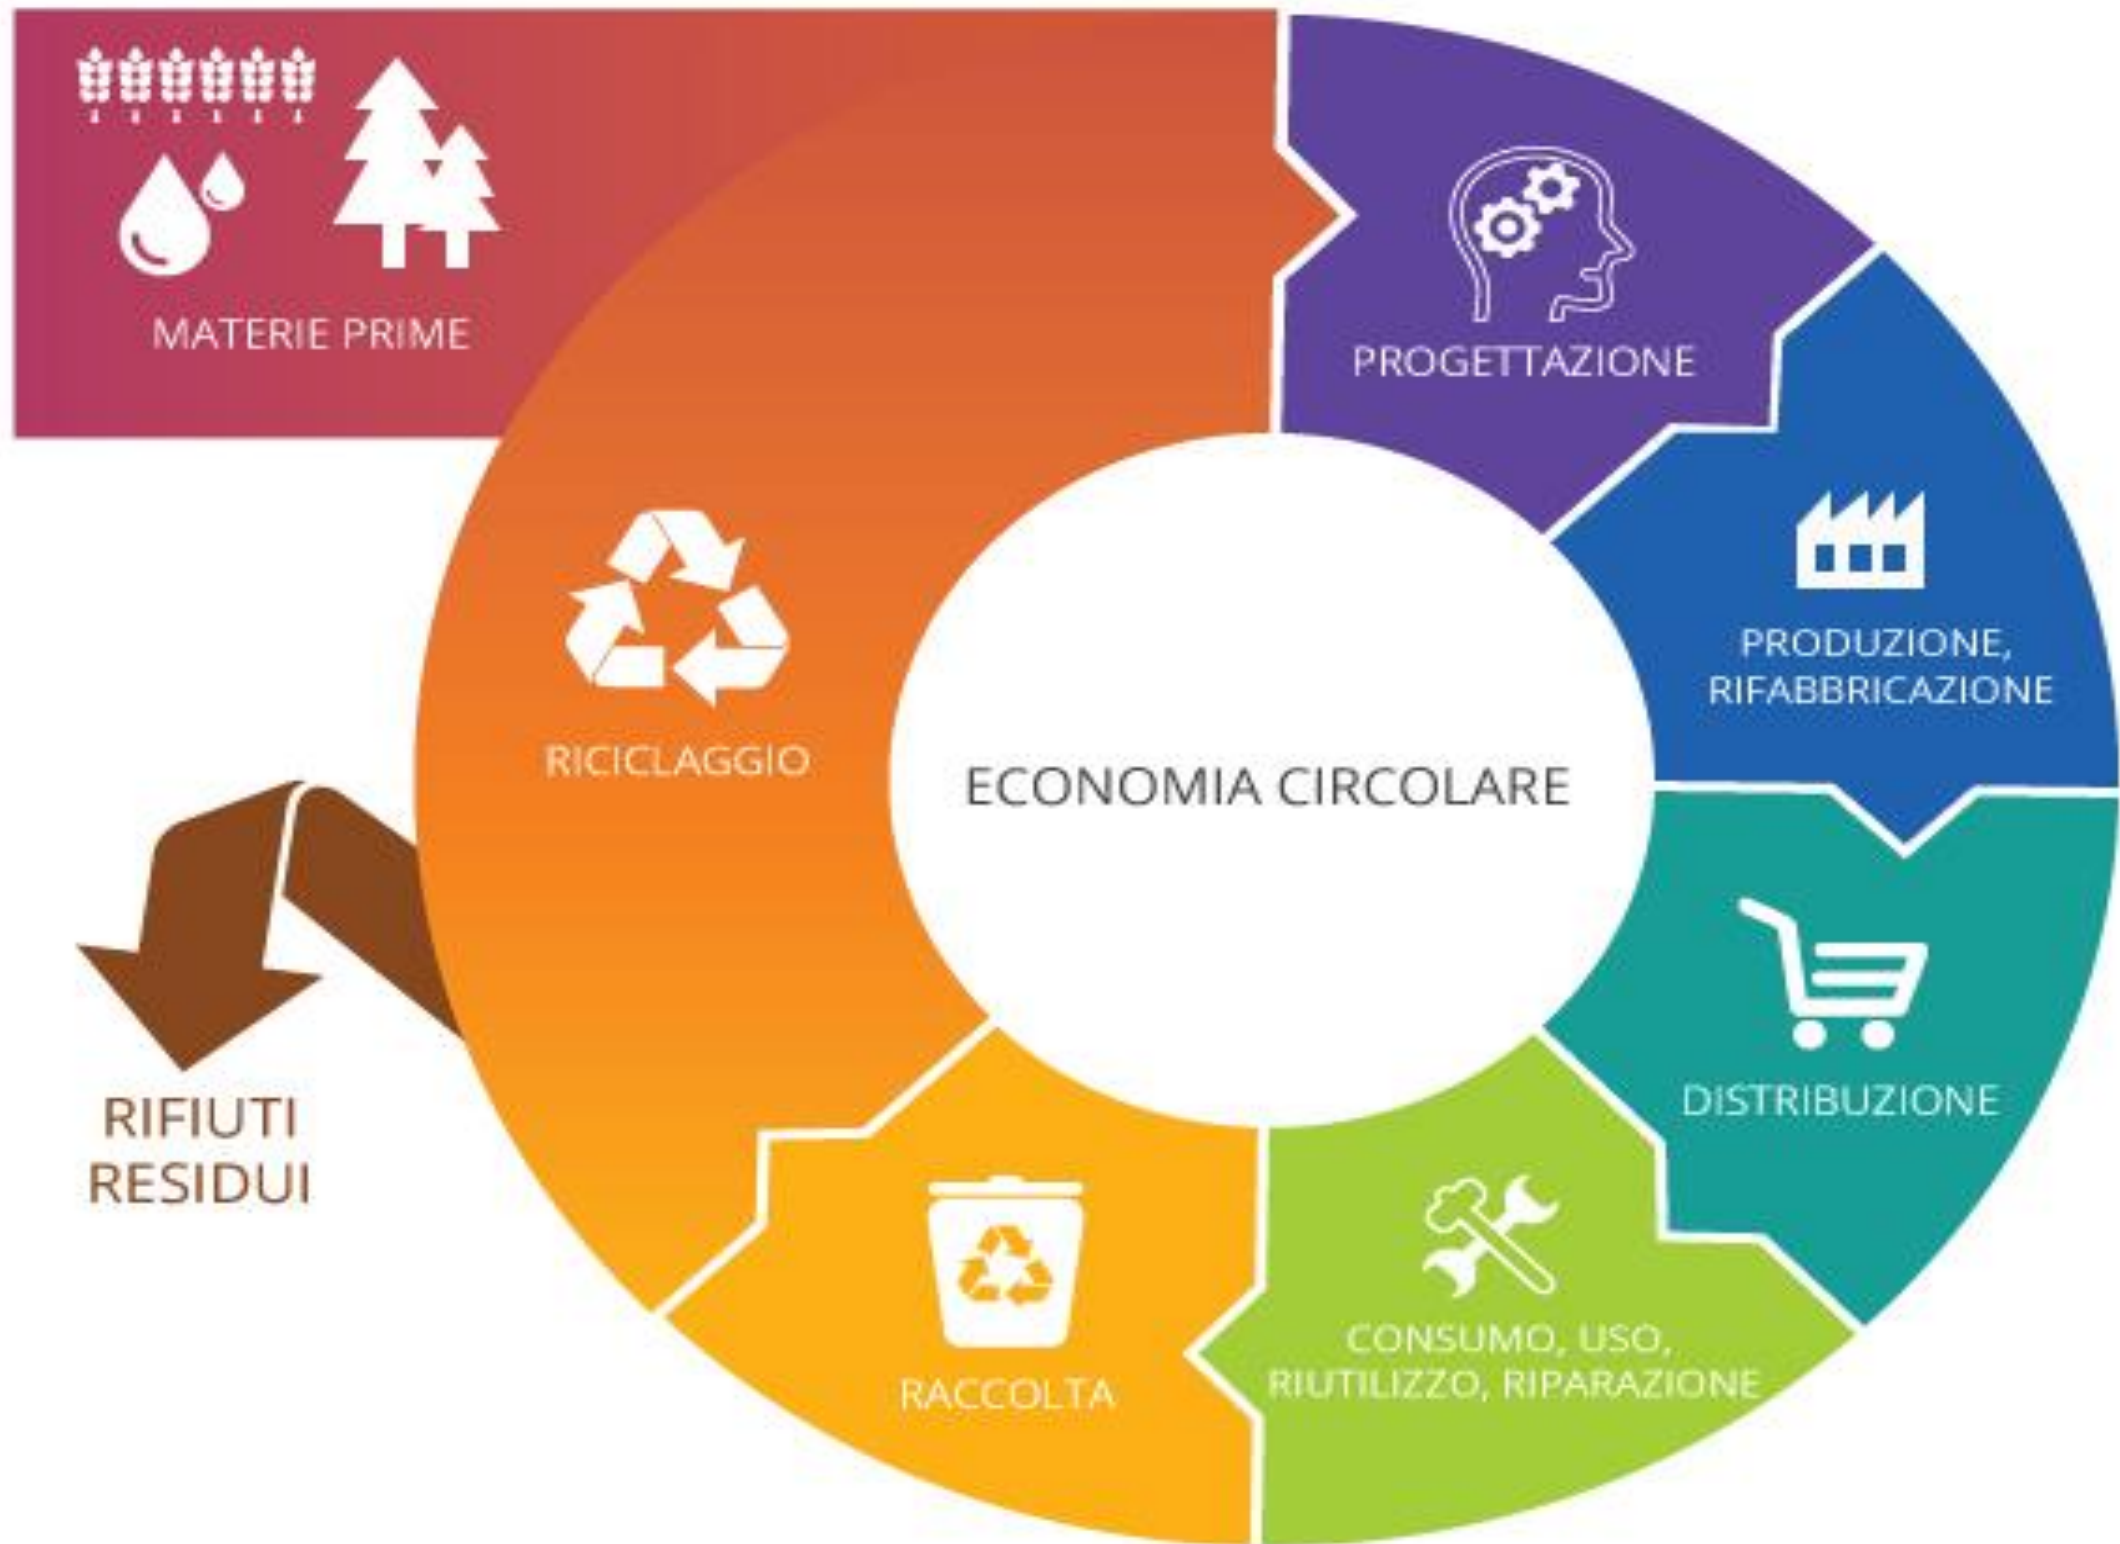 MATERIE PRIME
PROGETTAZIONE
PRODUZIONE,
RIFABBRICAZIONE
DISTRIBUZIONE
CONSUMO, USO,
RIUTILIZZO, RIPARAZIONE
RACCOLTA
RICICLAGGIO
RIFIUTI
RESIDUI
ECONOMIA CIRCOLARE